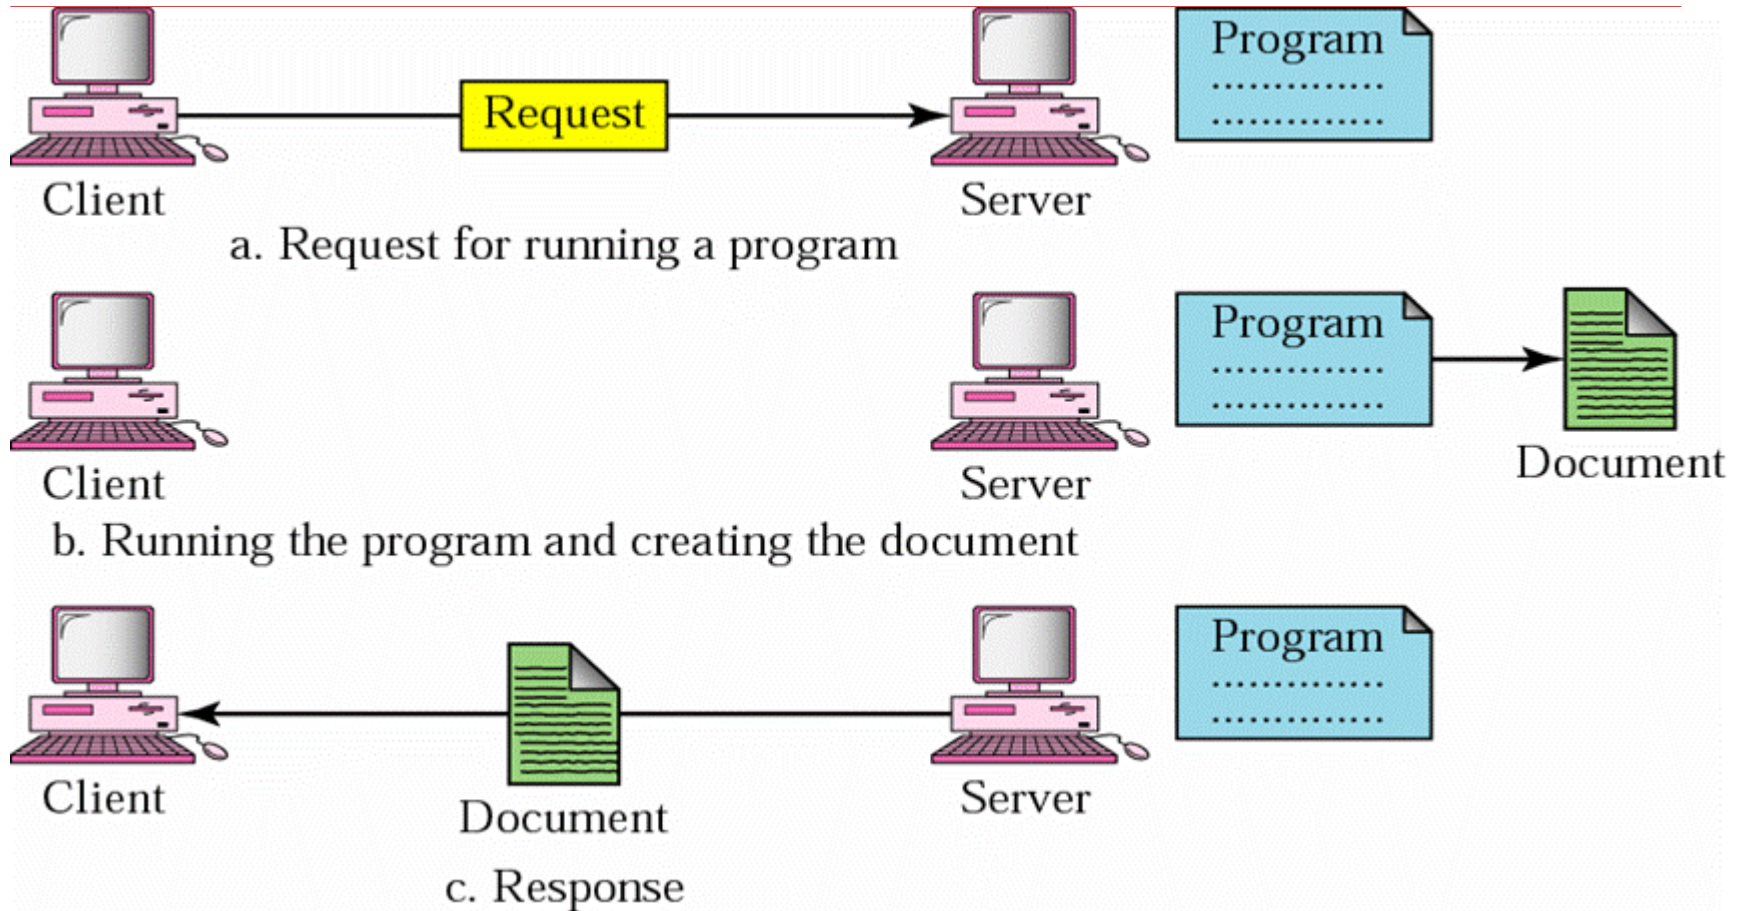 Program
..............
..............
Request
Client
Server
a. Request for running a program
Program
..............
..............
Client
Server
Document
b. Running the program and creating the document
Program
..............
..............
Client
Document
Server
c. Response